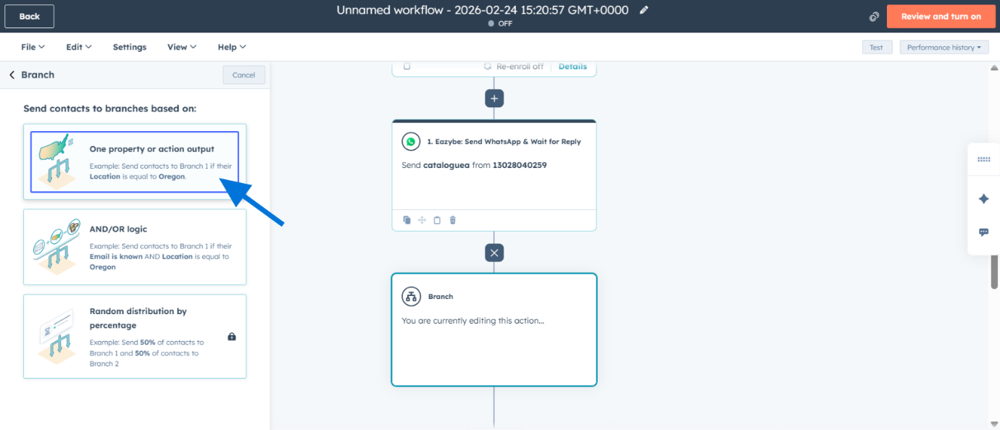 Back
Unnamed workflow - 2026-02-24 15:20:57 GMT+0000
OFF
Review and turn on
File
Edit
Settings
View
Help
Test
Performance history
Branch
Cancel
Send contacts to branches based on:
One property or action output
Example: Send contacts to Branch 1 if their
Location is equal to Oregon.
AND/OR logic
Example: Send contacts to Branch 1 if their
Email is known AND Location is equal to
Oregon
Random distribution by
percentage
Example: Send 50% of contacts to
Branch 1 and 50% of contacts to
Branch 2
Re-enroll off
Details
1. Eazybe: Send WhatsApp & Wait for Reply
Send cataloguea from 13028040259
Branch
You are currently editing this action...